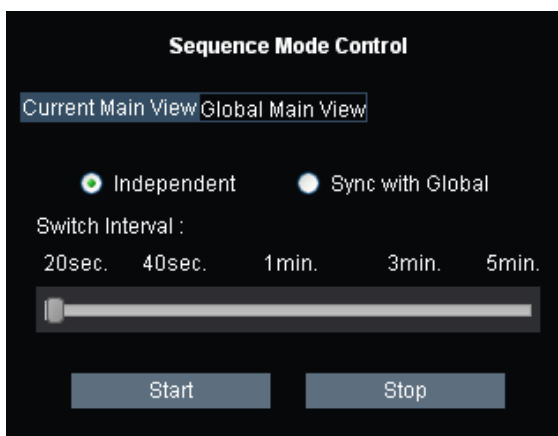 Sequence Mode Control
Current Main View Global Main View
Independent Sync with Global
Switch Interval :
20sec. 40sec. 1min. 3min. 5min.
Start Stop